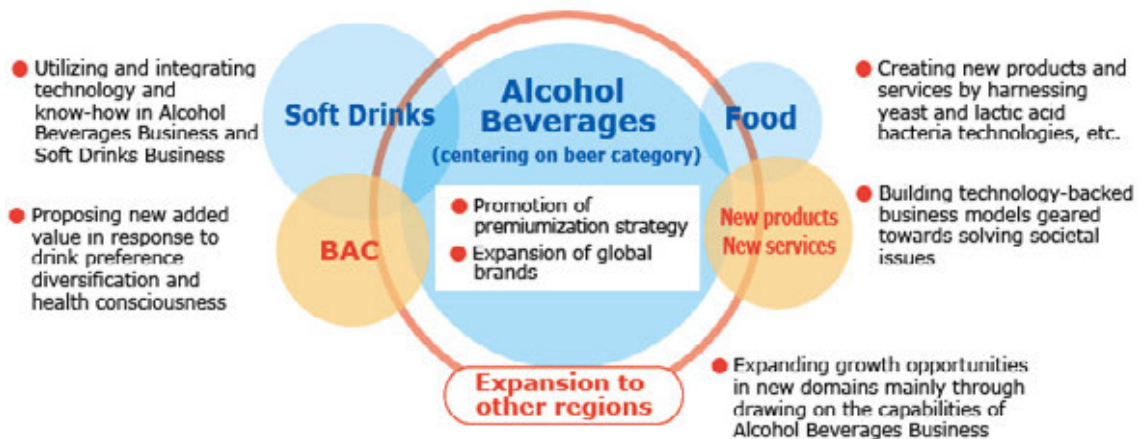 ● Utilizing and integrating
technology and
know-how in Alcohol
Beverages Business and
Soft Drinks Business
● Proposing new added
value in response to
drink preference
diversification and
health consciousness
Soft Drinks
BAC
Alcohol
Beverages
(centering on beer category)
● Promotion of
premiumization strategy
● Expansion of global
brands
Expansion to
other regions
Food
New products
New services
● Creating new products and
services by harnessing
yeast and lactic acid
bacteria technologies, etc.
● Building technology-backed
business models geared
towards solving societal
issues
● Expanding growth opportunities
in new domains mainly through
drawing on the capabilities of
Alcohol Beverages Business